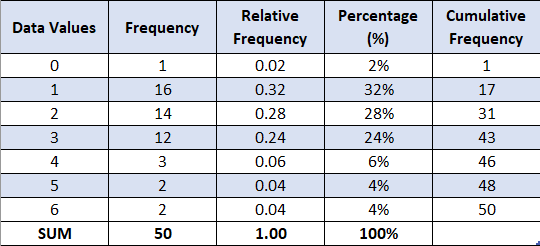 Data Values Frequency Relative Frequency Percentage (%) Cumulative Frequency
0 1 0.02 2% 1
1 16 0.32 32% 17
2 14 0.28 28% 31
3 12 0.24 24% 43
4 3 0.06 6% 46
5 2 0.04 4% 48
6 2 0.04 4% 50
SUM 50 1.00 100%